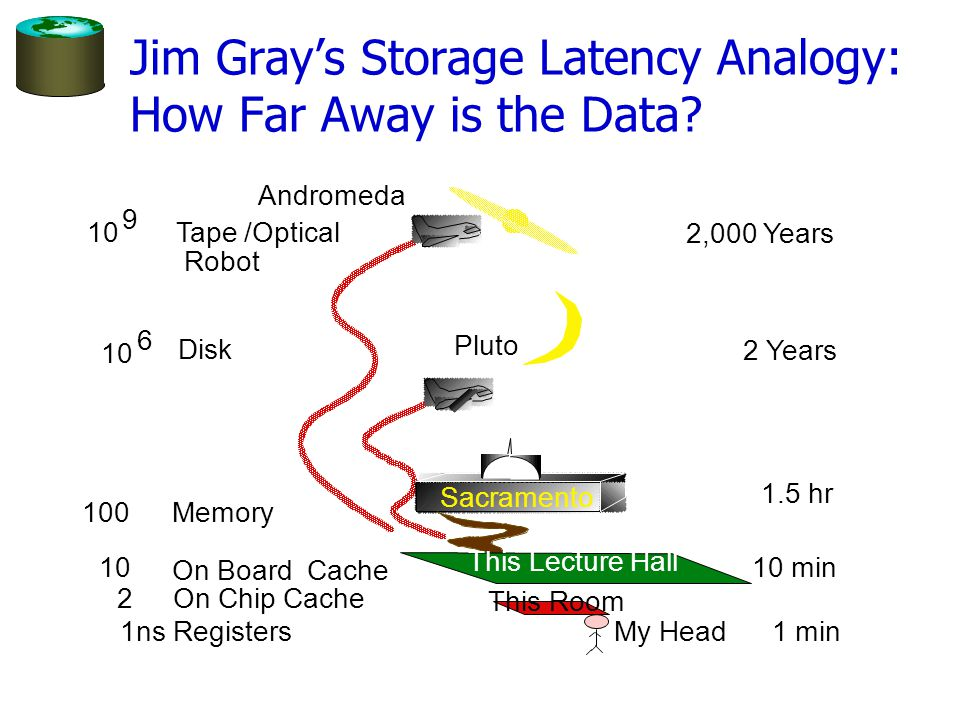 Jim Gray’s Storage Latency Analogy:
How Far Away is the Data?
Andromeda
10 9 Tape /Optical 2,000 Years
Robot
10 6 Disk Pluto 2 Years
Sacramento 1.5 hr
100 Memory
10 On Board Cache This Lecture Hall 10 min
2 On Chip Cache This Room
1ns Registers My Head 1 min